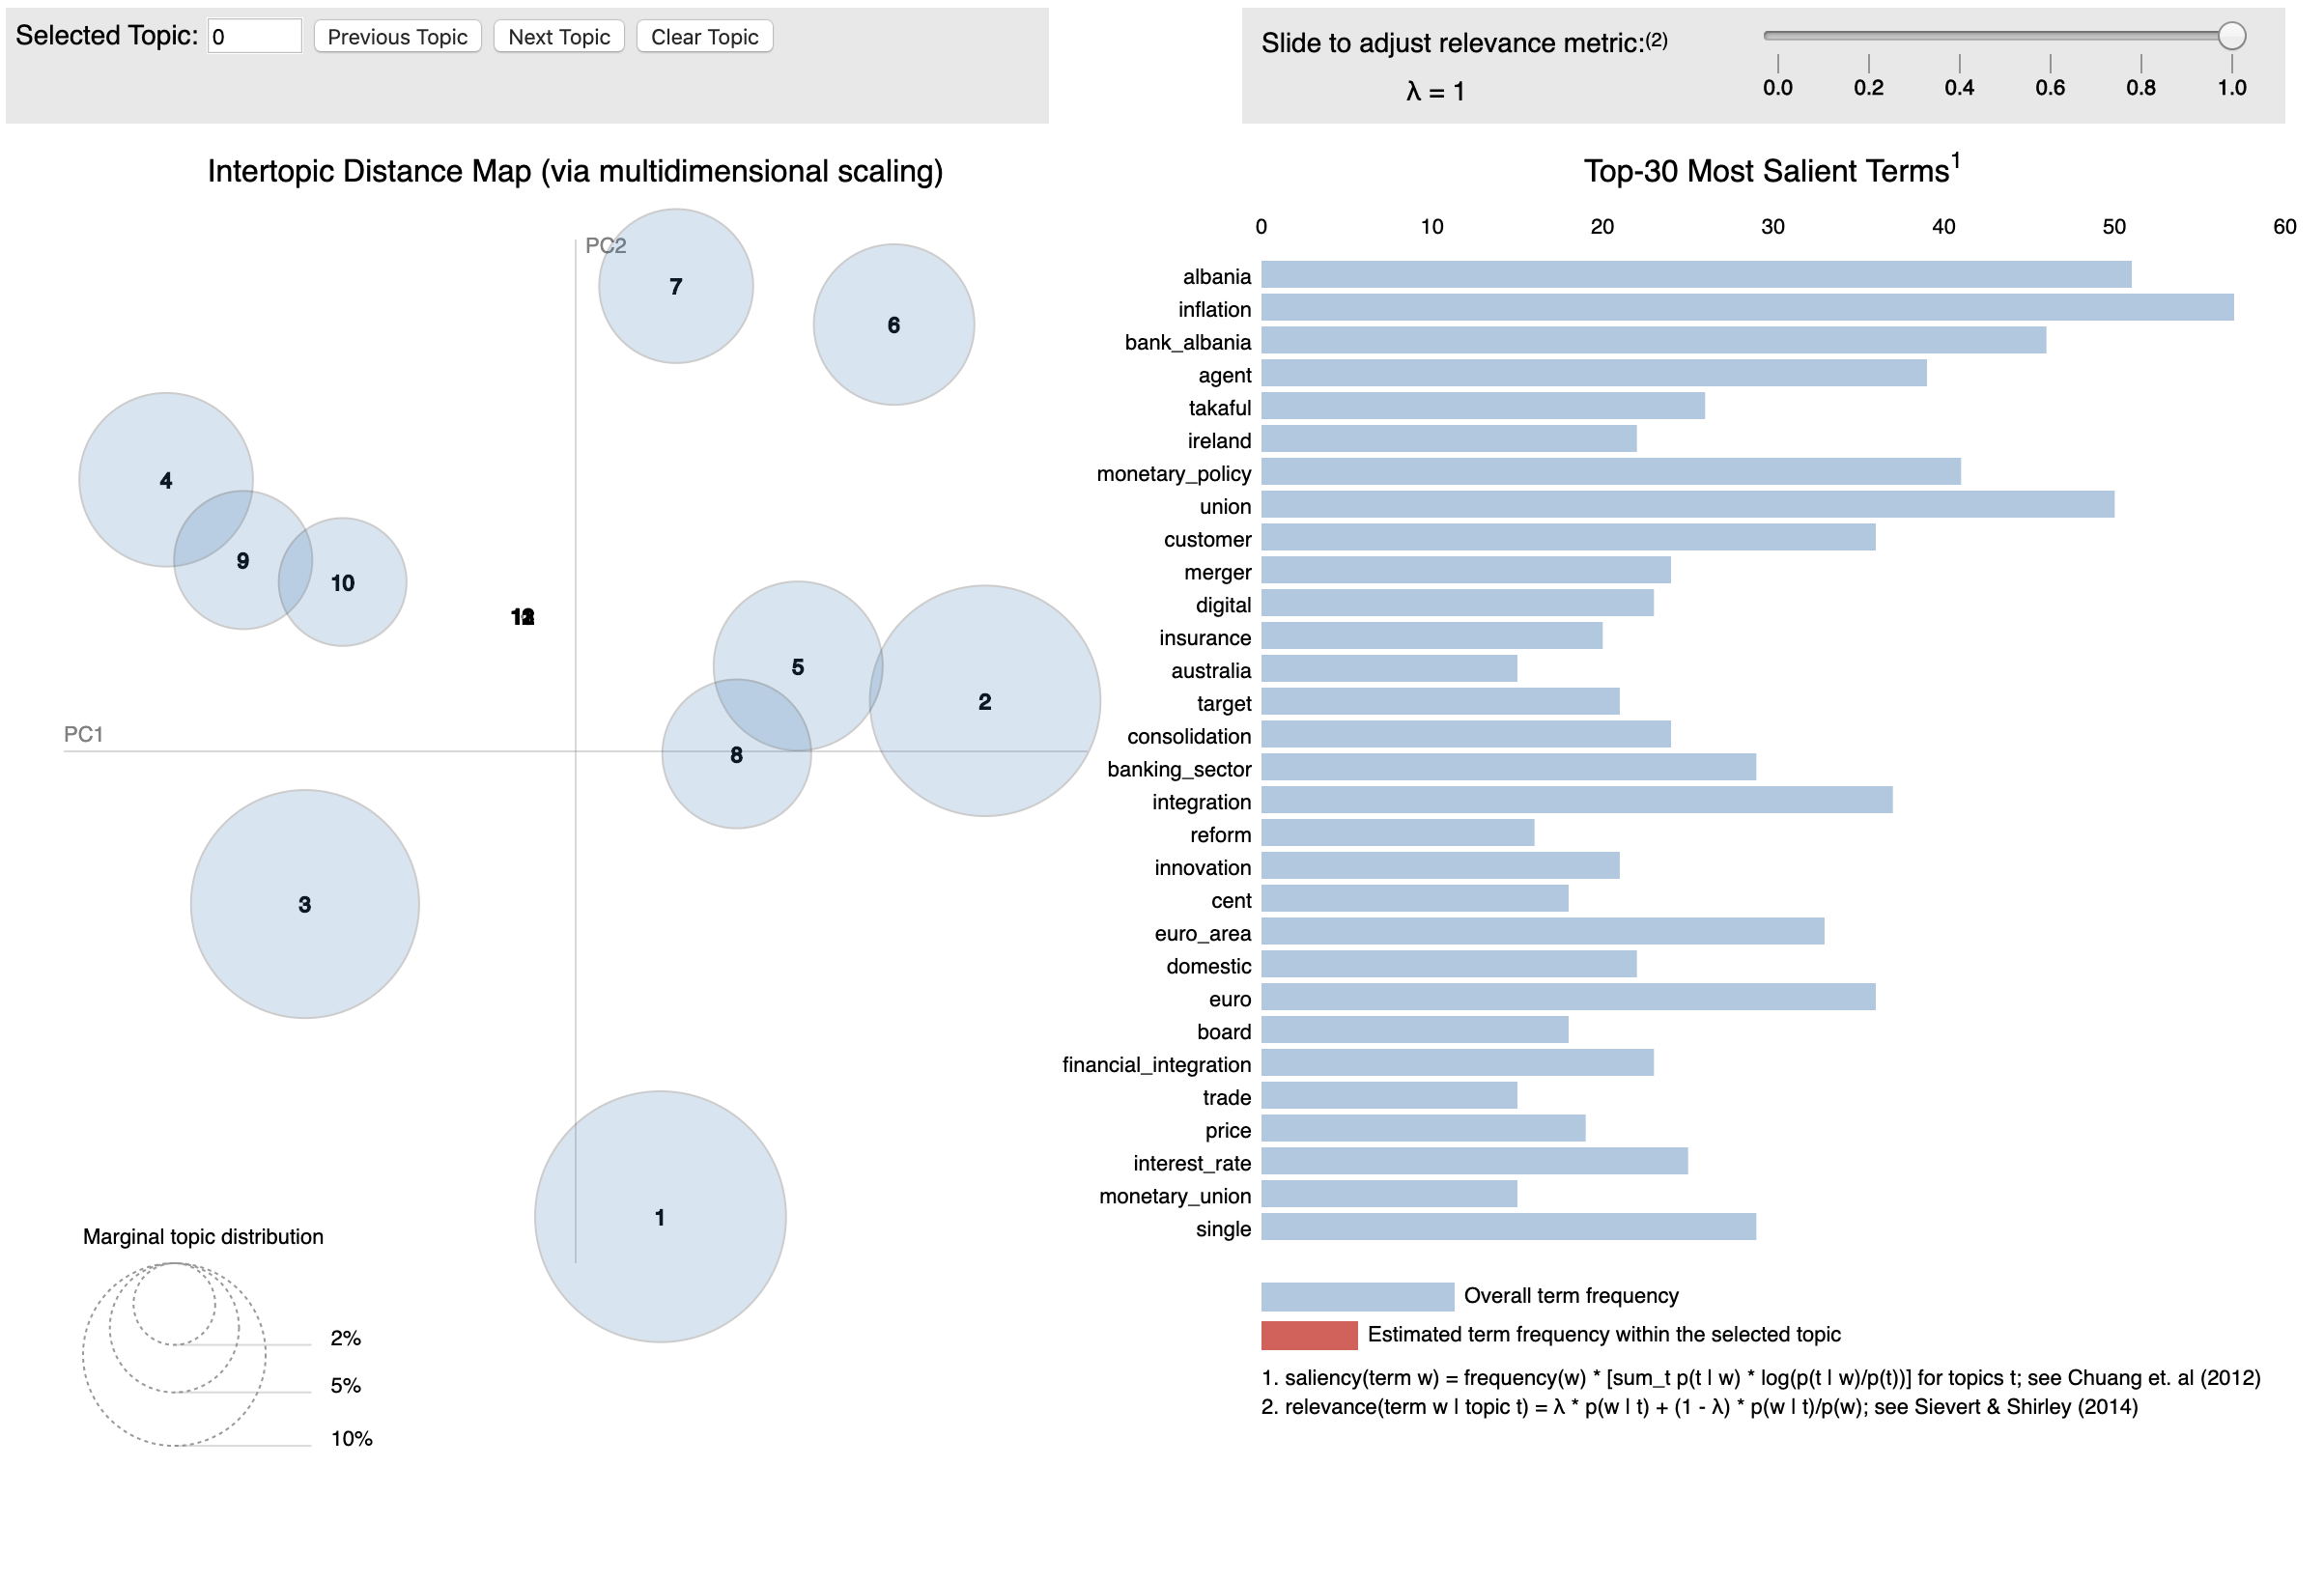 Selected Topic: 0 Previous Topic Next Topic Clear Topic
Slide to adjust relevance metric:(2)
λ = 1
0.0 0.2 0.4 0.6 0.8 1.0
Intertopic Distance Map (via multidimensional scaling)
PC2
7
6
4
9
10
5
2
8
PC1
3
1
Marginal topic distribution
2%
5%
10%
Top-30 Most Salient Terms1
0 10 20 30 40 50 60
albania
inflation
bank_albania
agent
takaful
ireland
monetary_policy
union
customer
merger
digital
insurance
australia
target
consolidation
banking_sector
integration
reform
innovation
cent
euro_area
domestic
euro
board
financial_integration
trade
price
interest_rate
monetary_union
single
Overall term frequency
Estimated term frequency within the selected topic
1. saliency(term w) = frequency(w) * [sum_t p(t | w) * log(p(t | w)/p(t))] for topics t; see Chuang et. al (2012)
2. relevance(term w | topic t) = λ * p(w | t) + (1 - λ) * p(w | t)/p(w); see Sievert & Shirley (2014)